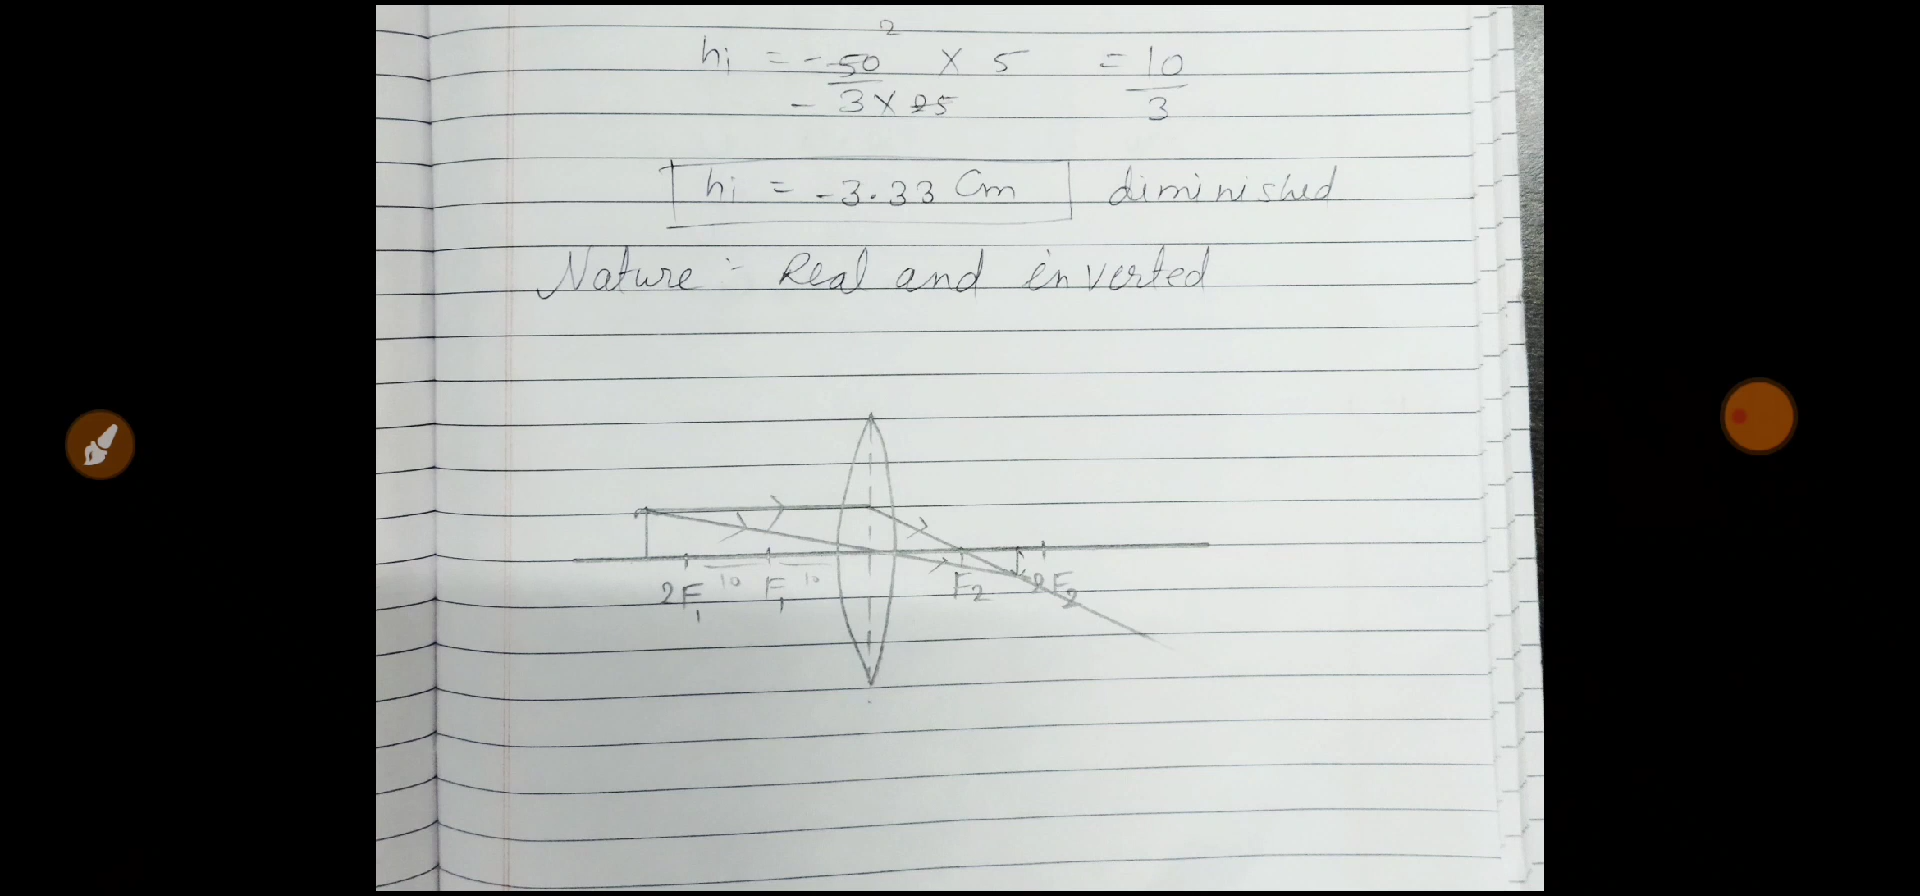 2
hi = - 50 × 5 = 10
- 3 × 25 3
hi = -3.33 Cm diminished
Nature :- Real and inverted
10 10
2F1 F1 F2 2F2